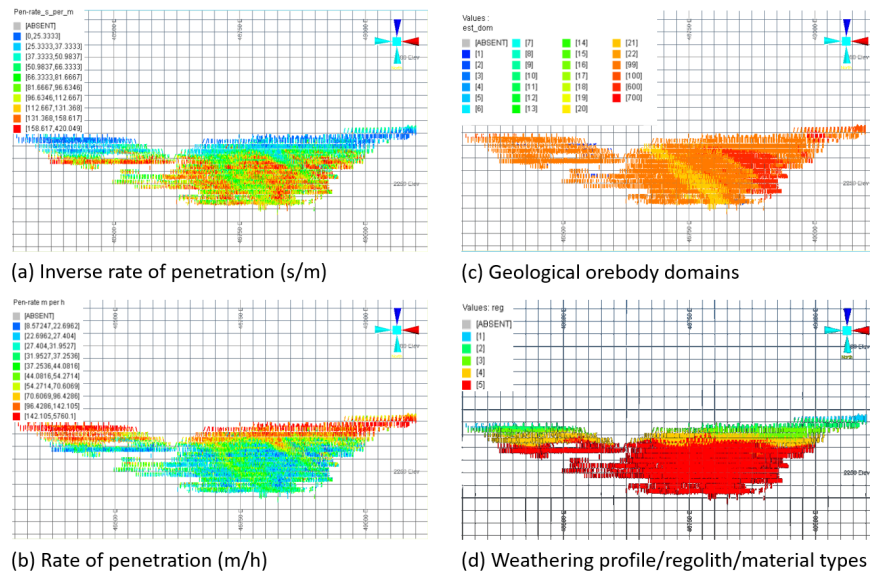 Pen-rate_s_per_m
[ABSENT]
[0,25.3333]
[25.3333,37.3333]
[37.3333,50.9837]
[50.9837,66.3333]
[66.3333,81.6667]
[81.6667,96.6346]
[96.6346,112.667]
[112.667,131.368]
[131.368,158.617]
[158.617,420.049]
(a) Inverse rate of penetration (s/m)
Values :
est_dom
[ABSENT] [7] [14] [21]
[1] [8] [15] [22]
[2] [9] [16] [99]
[3] [10] [17] [100]
[4] [11] [18] [600]
[5] [12] [19] [700]
[6] [13] [20]
(c) Geological orebody domains
Pen-rate m per h
[ABSENT]
[8.57247,22.6962]
[22.6962,27.404]
[27.404,31.9527]
[31.9527,37.2536]
[37.2536,44.0816]
[44.0816,54.2714]
[54.2714,70.6069]
[70.6069,96.4286]
[96.4286,142.105]
[142.105,5760.1]
(b) Rate of penetration (m/h)
Values: reg
[ABSENT]
[1]
[2]
[3]
[4]
[5]
(d) Weathering profile/regolith/material types